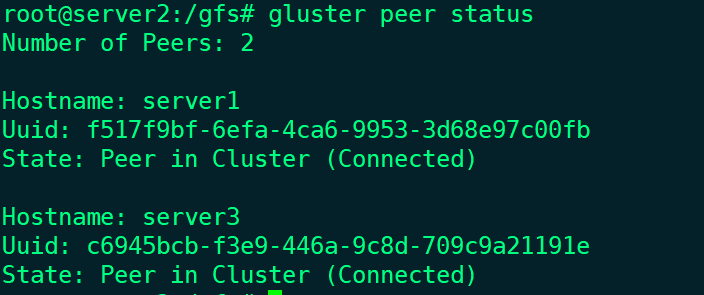 root@server2:/gfs# gluster peer status
Number of Peers: 2
Hostname: server1
Uuid: f517f9bf-6efa-4ca6-9953-3d68e97c00fb
State: Peer in Cluster (Connected)
Hostname: server3
Uuid: c6945bcb-f3e9-446a-9c8d-709c9a21191e
State: Peer in Cluster (Connected)